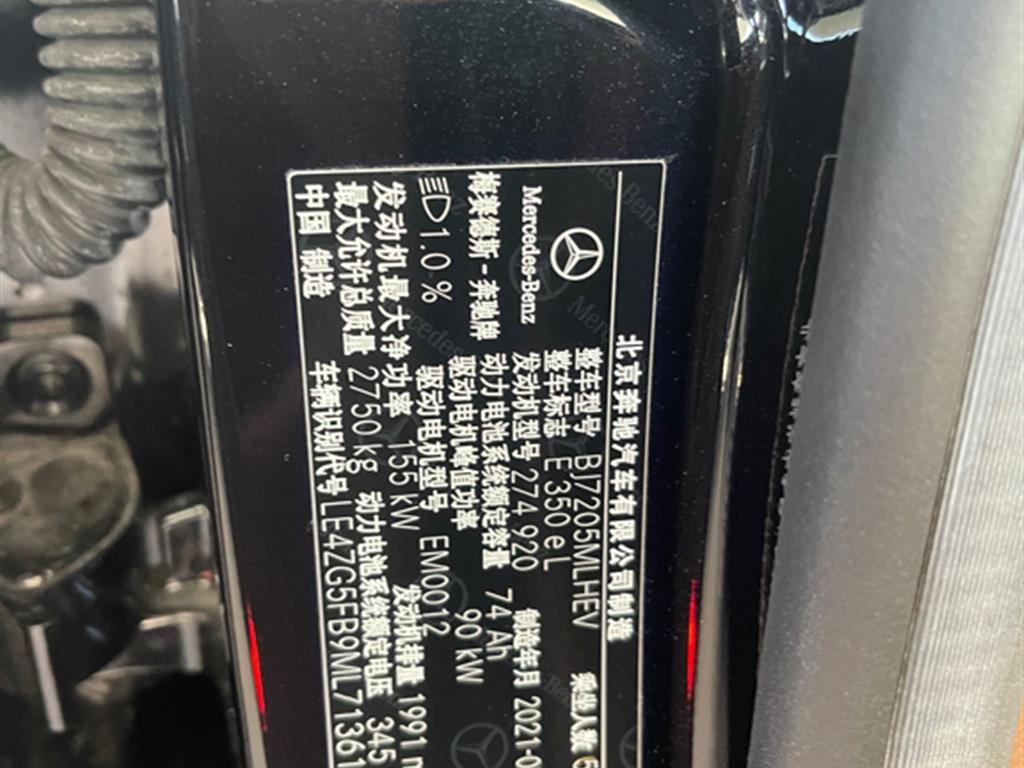 北京奔驰汽车有限公司制造
Mercedes-Benz
梅赛德斯-奔驰牌
整车型号 BJ7205MLHEV 乘坐人数 5
整车标志 E 350 e L
发动机型号 274 920 制造年月 2021-0
动力电池系统额定容量 74 Ah
驱动电机峰值功率 90 kW
1.0 % 驱动电机型号 EM0012
发动机最大净功率 155 kW 发动机排量 1991 m
最大允许总质量 2750 kg 动力电池系统额定电压 345
中国 制造 车辆识别代号 LE4ZG5FB9ML71361